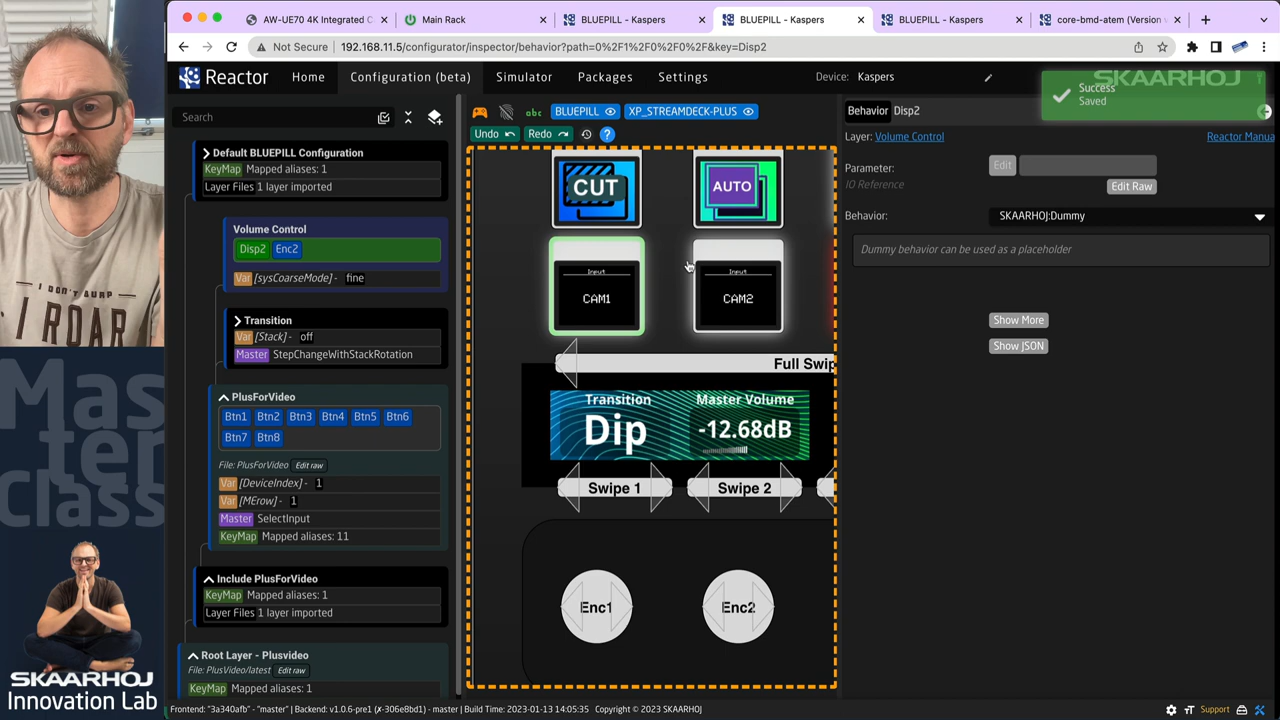 AW-UE70 4K Integrated C
Main Rack
BLUEPILL - Kaspers
BLUEPILL - Kaspers
BLUEPILL - Kaspers
core-bmd-atem (Version
Not Secure
192.168.11.5/configurator/inspector/behavior?path=0%2F1%2F0%2F0%2F&key=Disp2
Reactor
Home
Configuration (beta)
Simulator
Packages
Settings
Device: Kaspers
SKAARHOJ
Success
Saved
Search
abc
BLUEPILL
XP_STREAMDECK-PLUS
Undo
Redo
?
Behavior Disp2
Layer: Volume Control
Reactor Manua
Parameter:
IO Reference
Edit
Edit Raw
Behavior:
SKAARHOJ:Dummy
Dummy behavior can be used as a placeholder
Show More
Show JSON
Default BLUEPILL Configuration
KeyMap Mapped aliases: 1
Layer Files 1 layer imported
Volume Control
Disp2 Enc2
Var [sysCoarseMode] - fine
Transition
Var [Stack] - off
Master StepChangeWithStackRotation
PlusForVideo
Btn1 Btn2 Btn3 Btn4 Btn5 Btn6
Btn7 Btn8
File: PlusForVideo Edit raw
Var [DeviceIndex] - 1
Var [MErow] - 1
Master SelectInput
KeyMap Mapped aliases: 11
Include PlusForVideo
KeyMap Mapped aliases: 1
Layer Files 1 layer imported
Root Layer - Plusvideo
File: PlusVideo/latest Edit raw
KeyMap Mapped aliases: 1
CUT
AUTO
Input
CAM1
Input
CAM2
Full Swip
Transition
Dip
Master Volume
-12.68dB
Swipe 1
Swipe 2
Enc1
Enc2
I DON'T BURP
I ROAR
Master
Class
SKAARHOJ
Innovation Lab
Frontend: "3a340afb" - "master" | Backend: v1.0.6-pre1 (✗-306e8bd1) - master | Build Time: 2023-01-13 14:05:35 Copyright © 2023 SKAARHOJ
Support